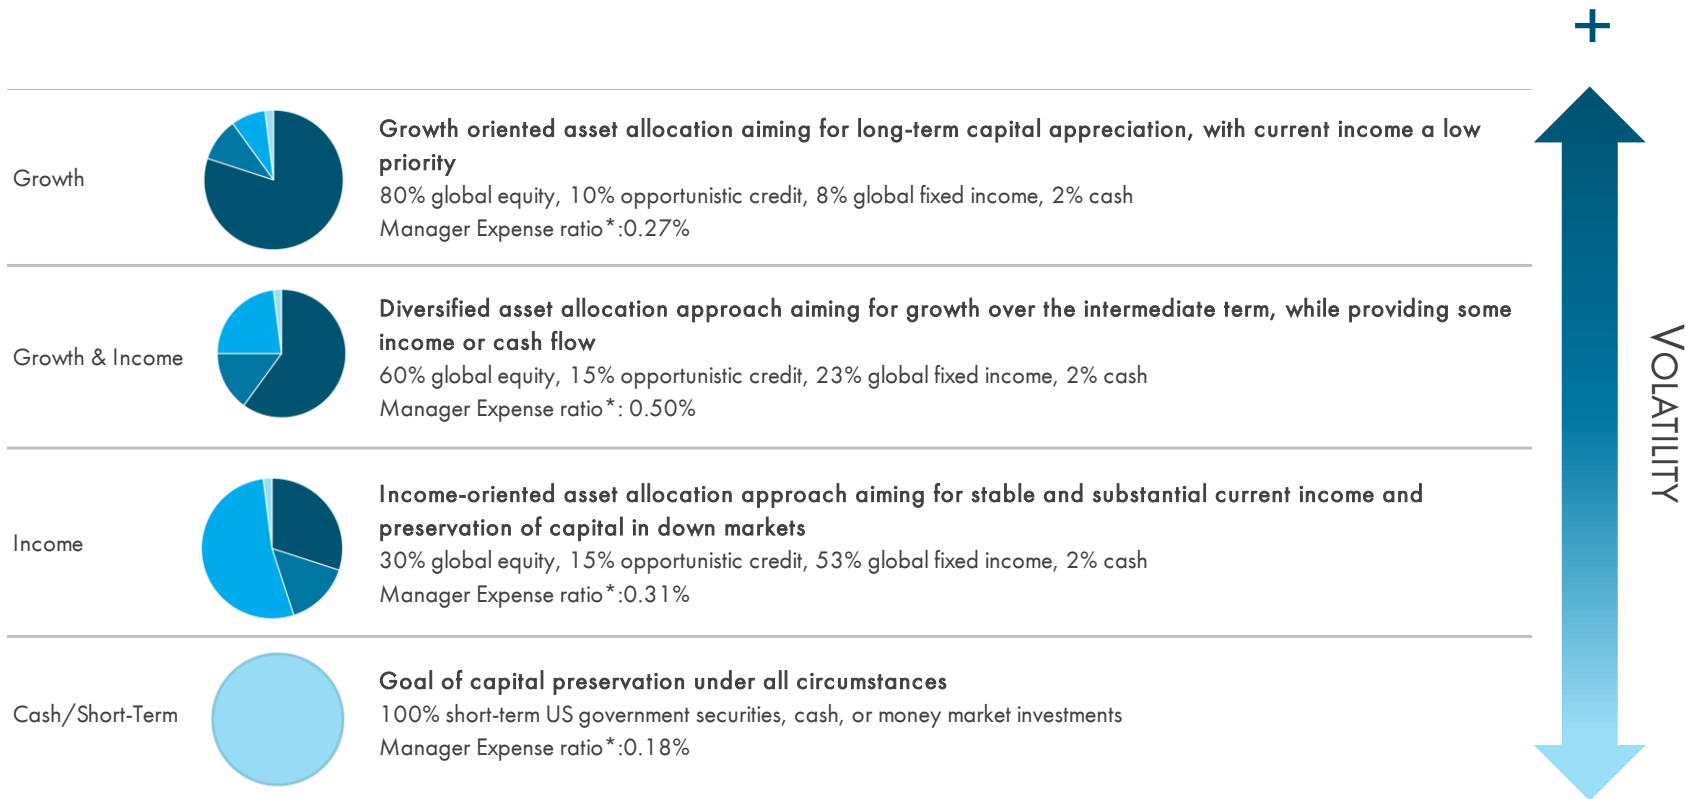 +
Growth
Growth oriented asset allocation aiming for long-term capital appreciation, with current income a low
priority
80% global equity, 10% opportunistic credit, 8% global fixed income, 2% cash
Manager Expense ratio*:0.27%
Growth & Income
Diversified asset allocation approach aiming for growth over the intermediate term, while providing some
income or cash flow
60% global equity, 15% opportunistic credit, 23% global fixed income, 2% cash
Manager Expense ratio*: 0.50%
Income
Income-oriented asset allocation approach aiming for stable and substantial current income and
preservation of capital in down markets
30% global equity, 15% opportunistic credit, 53% global fixed income, 2% cash
Manager Expense ratio*:0.31%
Cash/Short-Term
Goal of capital preservation under all circumstances
100% short-term US government securities, cash, or money market investments
Manager Expense ratio*:0.18%
VOLATILITY